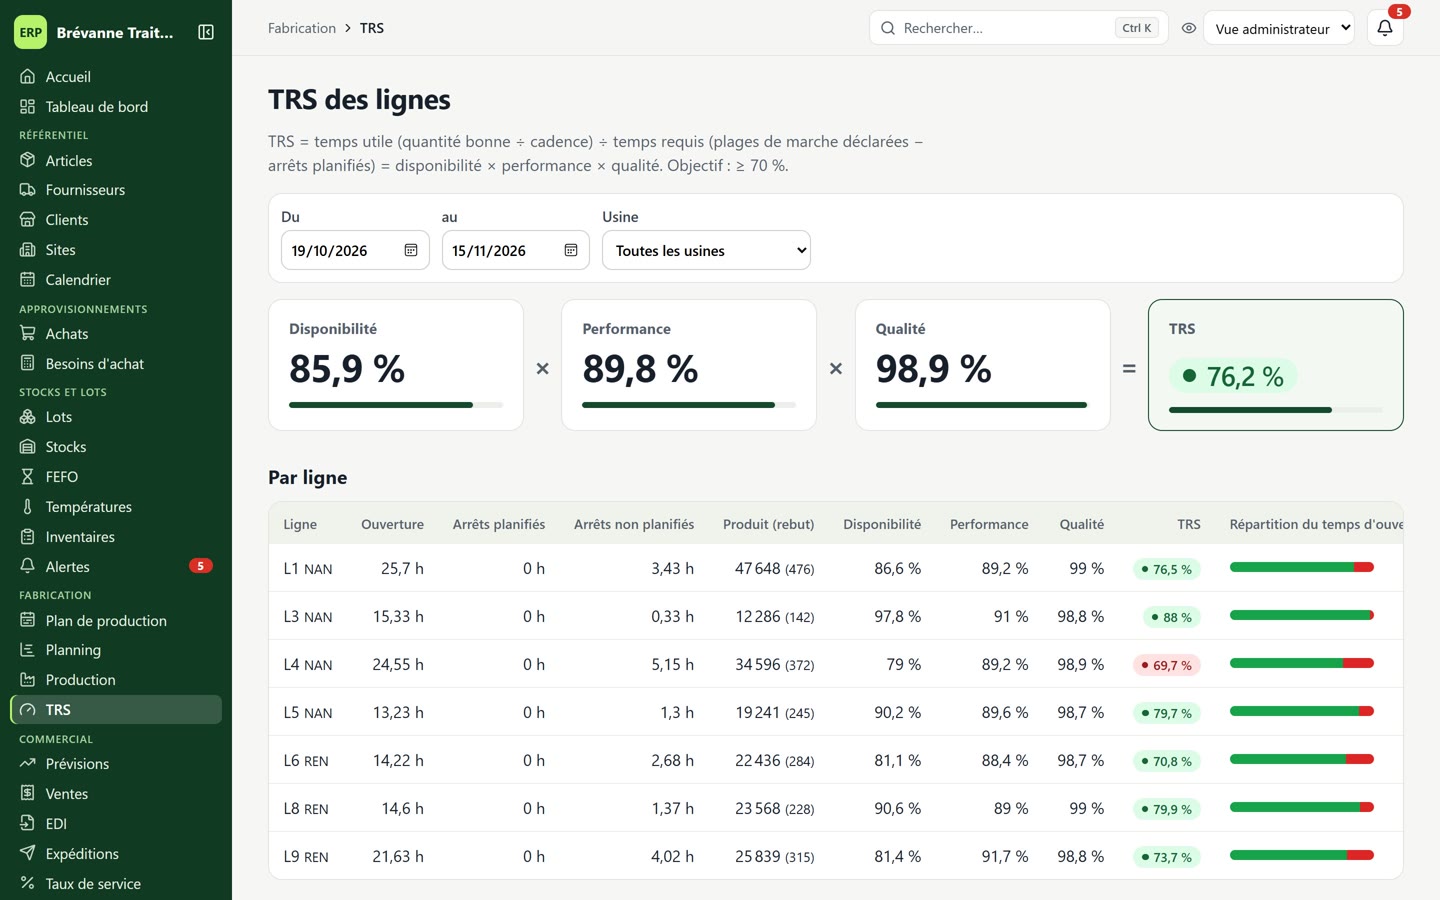 ERP Brévanne Trait...
Accueil
Tableau de bord
RÉFÉRENTIEL
Articles
Fournisseurs
Clients
Sites
Calendrier
APPROVISIONNEMENTS
Achats
Besoins d'achat
STOCKS ET LOTS
Lots
Stocks
FEFO
Températures
Inventaires
Alertes 5
FABRICATION
Plan de production
Planning
Production
TRS
COMMERCIAL
Prévisions
Ventes
EDI
Expéditions
Taux de service
Fabrication > TRS
Rechercher... Ctrl K
Vue administrateur
5
TRS des lignes
TRS = temps utile (quantité bonne ÷ cadence) ÷ temps requis (plages de marche déclarées −
arrêts planifiés) = disponibilité × performance × qualité. Objectif : ≥ 70 %.
Du au Usine
19/10/2026 15/11/2026 Toutes les usines
Disponibilité
85,9 %
×
Performance
89,8 %
×
Qualité
98,9 %
=
TRS
76,2 %
Par ligne
Ligne Ouverture Arrêts planifiés Arrêts non planifiés Produit (rebut) Disponibilité Performance Qualité TRS Répartition du temps d'ouve
L1 NAN 25,7 h 0 h 3,43 h 47 648 (476) 86,6 % 89,2 % 99 % 76,5 %
L3 NAN 15,33 h 0 h 0,33 h 12 286 (142) 97,8 % 91 % 98,8 % 88 %
L4 NAN 24,55 h 0 h 5,15 h 34 596 (372) 79 % 89,2 % 98,9 % 69,7 %
L5 NAN 13,23 h 0 h 1,3 h 19 241 (245) 90,2 % 89,6 % 98,7 % 79,7 %
L6 REN 14,22 h 0 h 2,68 h 22 436 (284) 81,1 % 88,4 % 98,7 % 70,8 %
L8 REN 14,6 h 0 h 1,37 h 23 568 (228) 90,6 % 89 % 99 % 79,9 %
L9 REN 21,63 h 0 h 4,02 h 25 839 (315) 81,4 % 91,7 % 98,8 % 73,7 %